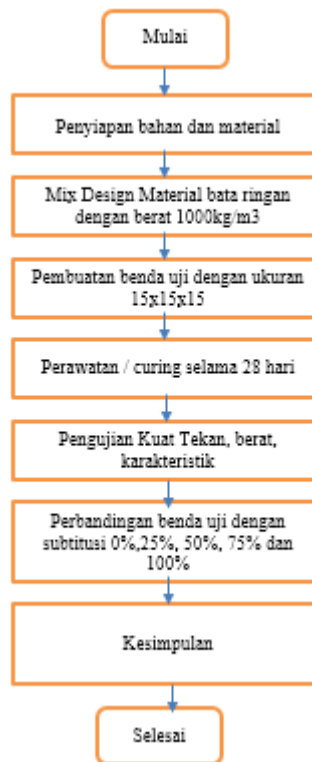 Mulai
Penyiapan bahan dan material
Mix Design Material bata ringan
dengan berat 1000kg/m3
Pembuatan benda uji dengan ukuran
15x15x15
Perawatan / curing selama 28 hari
Pengujian Kuat Tekan, berat,
karakteristik
Perbandingan benda uji dengan
subtitusi 0%,25%, 50%, 75% dan
100%
Kesimpulan
Selesai